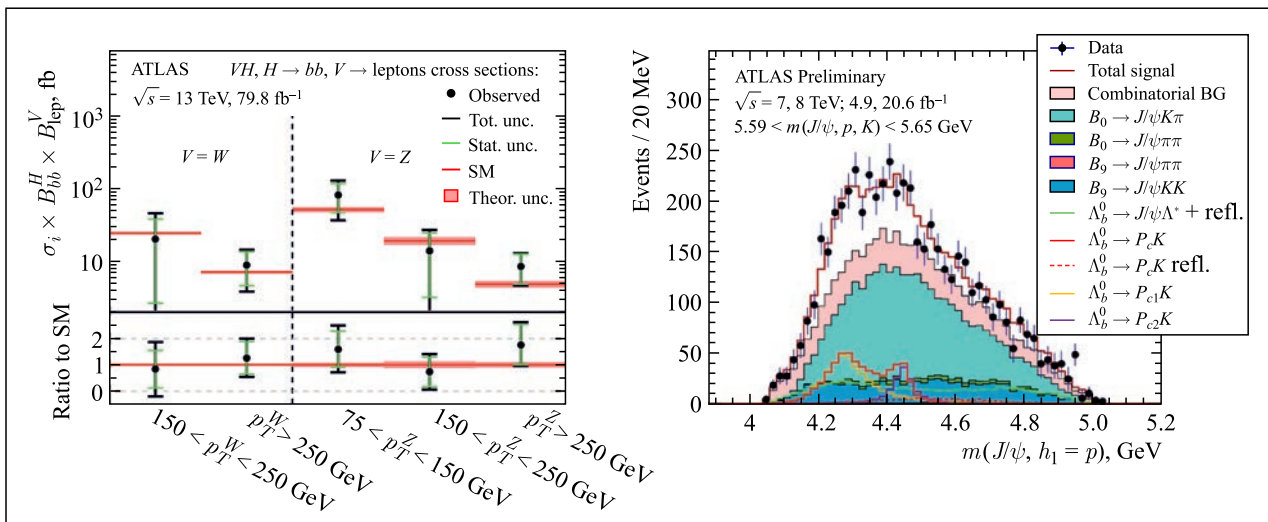 ATLAS VH, H → bb, V → leptons cross sections:
√s = 13 TeV, 79.8 fb⁻¹
Observed
Tot. unc.
Stat. unc.
SM
Theor. unc.
V = W
V = Z
σᵢ × B^H_bb × B^V_lep, fb
10³
10²
10
Ratio to SM
2
1
0
150 < p_T^W < 250 GeV
p_T^W > 250 GeV
75 < p_T^Z < 150 GeV
150 < p_T^Z < 250 GeV
p_T^Z > 250 GeV
ATLAS Preliminary
√s = 7, 8 TeV; 4.9, 20.6 fb⁻¹
5.59 < m(J/ψ, p, K) < 5.65 GeV
Data
Total signal
Combinatorial BG
B₀ → J/ψKπ
B₀ → J/ψππ
B₉ → J/ψππ
B₉ → J/ψKK
Λ_b^0 → J/ψΛ* + refl.
Λ_b^0 → P_cK
Λ_b^0 → P_cK refl.
Λ_b^0 → P_c1K
Λ_b^0 → P_c2K
Events / 20 MeV
300
250
200
150
100
50
0
4 4.2 4.4 4.6 4.8 5.0 5.2
m(J/ψ, h₁ = p), GeV